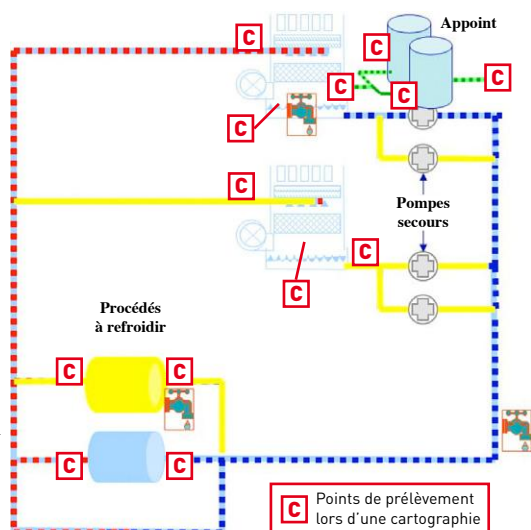 C
Appoint
C
C
C
C
C
C
C
Pompes
secours
C
C
Procédés
à refroidir
C
C
C
C
C Points de prélèvement
lors d'une cartographie